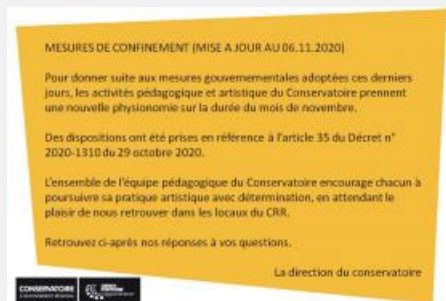 MESURES DE CONFINEMENT (MISE A JOUR AU 06.11.2020)
Pour donner suite aux mesures gouvernementales adoptées ces derniers
jours, les activités pédagogique et artistique du Conservatoire prennent
une nouvelle physionomie sur la durée du mois de novembre.
Des dispositions ont été prises en référence à l'article 35 du Décret n°
2020-1310 du 29 octobre 2020.
L'ensemble de l'équipe pédagogique du Conservatoire encourage chacun à
poursuivre sa pratique artistique avec détermination, en attendant le
plaisir de nous retrouver dans les locaux du CRR.
Retrouvez ci-après nos réponses à vos questions.
La direction du conservatoire
CONSERVATOIRE